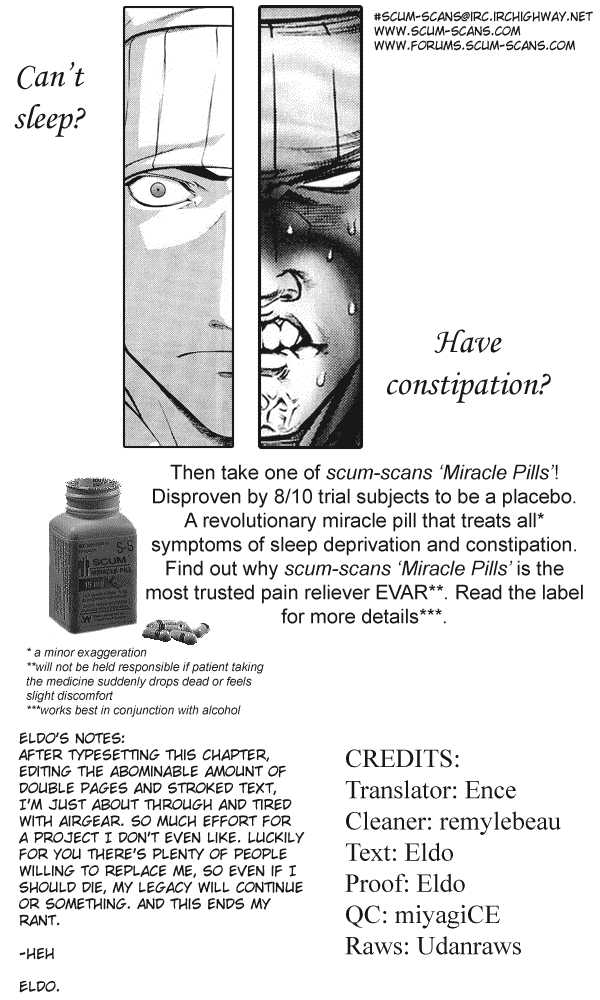 #SCUM-SCANS@IRC.IRCHIGHWAY.NET
WWW.SCUM-SCANS.COM
WWW.FORUMS.SCUM-SCANS.COM
Can't
sleep?
Have
constipation?
Then take one of scum-scans 'Miracle Pills'!
Disproven by 8/10 trial subjects to be a placebo.
A revolutionary miracle pill that treats all*
symptoms of sleep deprivation and constipation.
Find out why scum-scans 'Miracle Pills' is the
most trusted pain reliever EVAR**. Read the label
for more details***.
S-S
SCUM
MIRACLE PILL
* a minor exaggeration
**will not be held responsible if patient taking
the medicine suddenly drops dead or feels
slight discomfort
***works best in conjunction with alcohol
ELDO'S NOTES:
AFTER TYPESETTING THIS CHAPTER,
EDITING THE ABOMINABLE AMOUNT OF
DOUBLE PAGES AND STROKED TEXT,
I'M JUST ABOUT THROUGH AND TIRED
WITH AIRGEAR. SO MUCH EFFORT FOR
A PROJECT I DON'T EVEN LIKE. LUCKILY
FOR YOU THERE'S PLENTY OF PEOPLE
WILLING TO REPLACE ME, SO EVEN IF I
SHOULD DIE, MY LEGACY WILL CONTINUE
OR SOMETHING. AND THIS ENDS MY
RANT.
-HEH
ELDO.
CREDITS:
Translator: Ence
Cleaner: remylebeau
Text: Eldo
Proof: Eldo
QC: miyagiCE
Raws: Udanraws